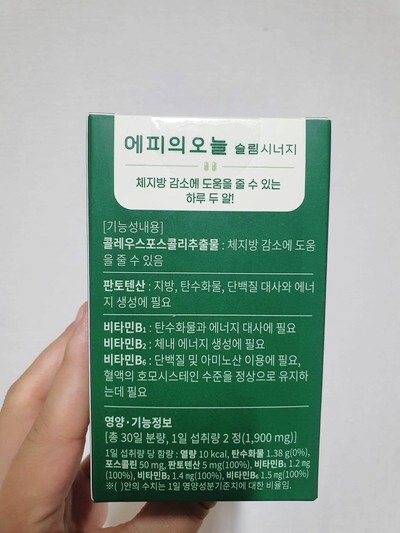 에피의오늘 슬림시너지
체지방 감소에 도움을 줄 수 있는
하루 두 알!
[기능성내용]
콜레우스포스콜리추출물 : 체지방 감소에 도움
을 줄 수 있음
판토텐산 : 지방, 탄수화물, 단백질 대사와 에너
지 생성에 필요
비타민B₁ : 탄수화물과 에너지 대사에 필요
비타민B₂ : 체내 에너지 생성에 필요
비타민B₆ : 단백질 및 아미노산 이용에 필요,
혈액의 호모시스테인 수준을 정상으로 유지하
는데 필요
영양·기능정보
[총 30일 분량, 1일 섭취량 2 정(1,900 mg)]
1일 섭취량 당 함량 : 열량 10 kcal, 탄수화물 1.38 g(0%),
포스콜린 50 mg, 판토텐산 5 mg(100%), 비타민B₁ 1.2 mg
(100%), 비타민B₂ 1.4 mg(100%), 비타민B₆ 1.5 mg(100%)
※( )안의 수치는 1일 영양성분기준치에 대한 비율임.